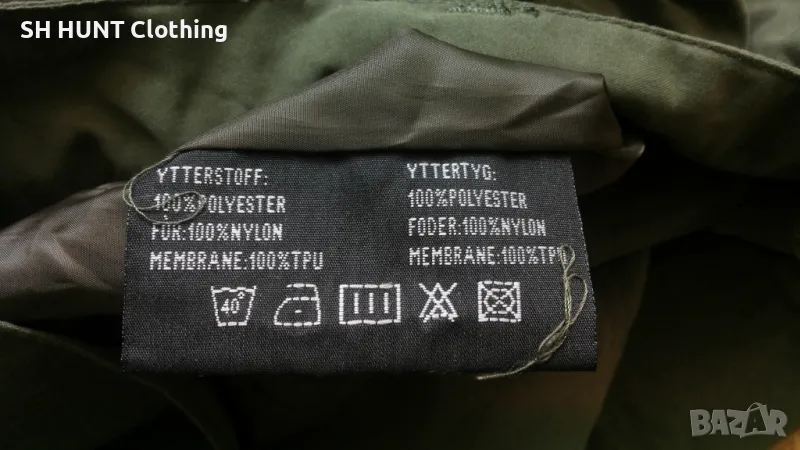 SH HUNT Clothing
YTTERSTOFF:
100%POLYESTER
FÔR:100%NYLON
MEMBRANE:100%TPU
YTTERTYG:
100%POLYESTER
FODER:100%NYLON
MEMBRANE:100%TPU
40°
BAZAR